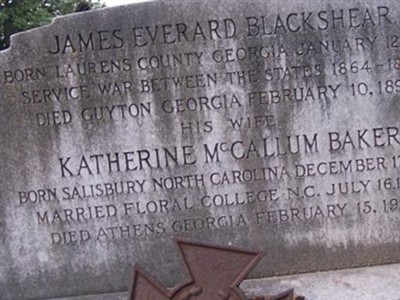 JAMES EVERARD BLACKSHEAR
BORN LAURENS COUNTY GEORGIA JANUARY
SERVICE WAR BETWEEN THE STATES 1864-
DIED GUYTON GEORGIA FEBRUARY 10,
HIS WIFE
KATHERINE McCALLUM BAKER
BORN SALISBURY NORTH CAROLINA DECEMBER
MARRIED FLORAL COLLEGE N.C. JULY 16,
DIED ATHENS GEORGIA FEBRUARY 15,